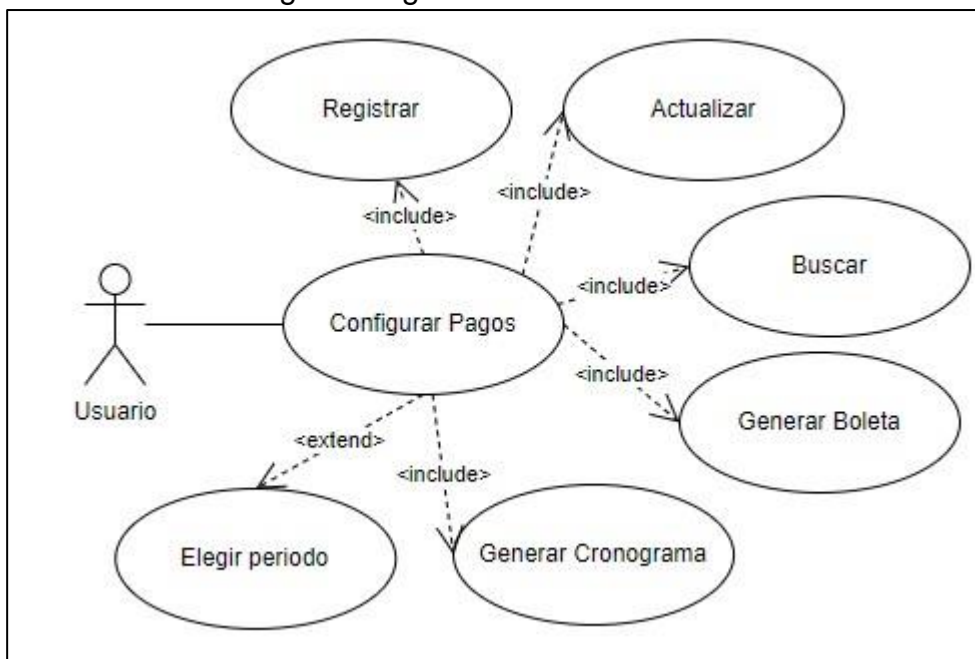 Registrar
Actualizar
<include>
<include>
Buscar
<include>
Configurar Pagos
<include>
Usuario
Generar Boleta
<extend>
<include>
Elegir periodo
Generar Cronograma